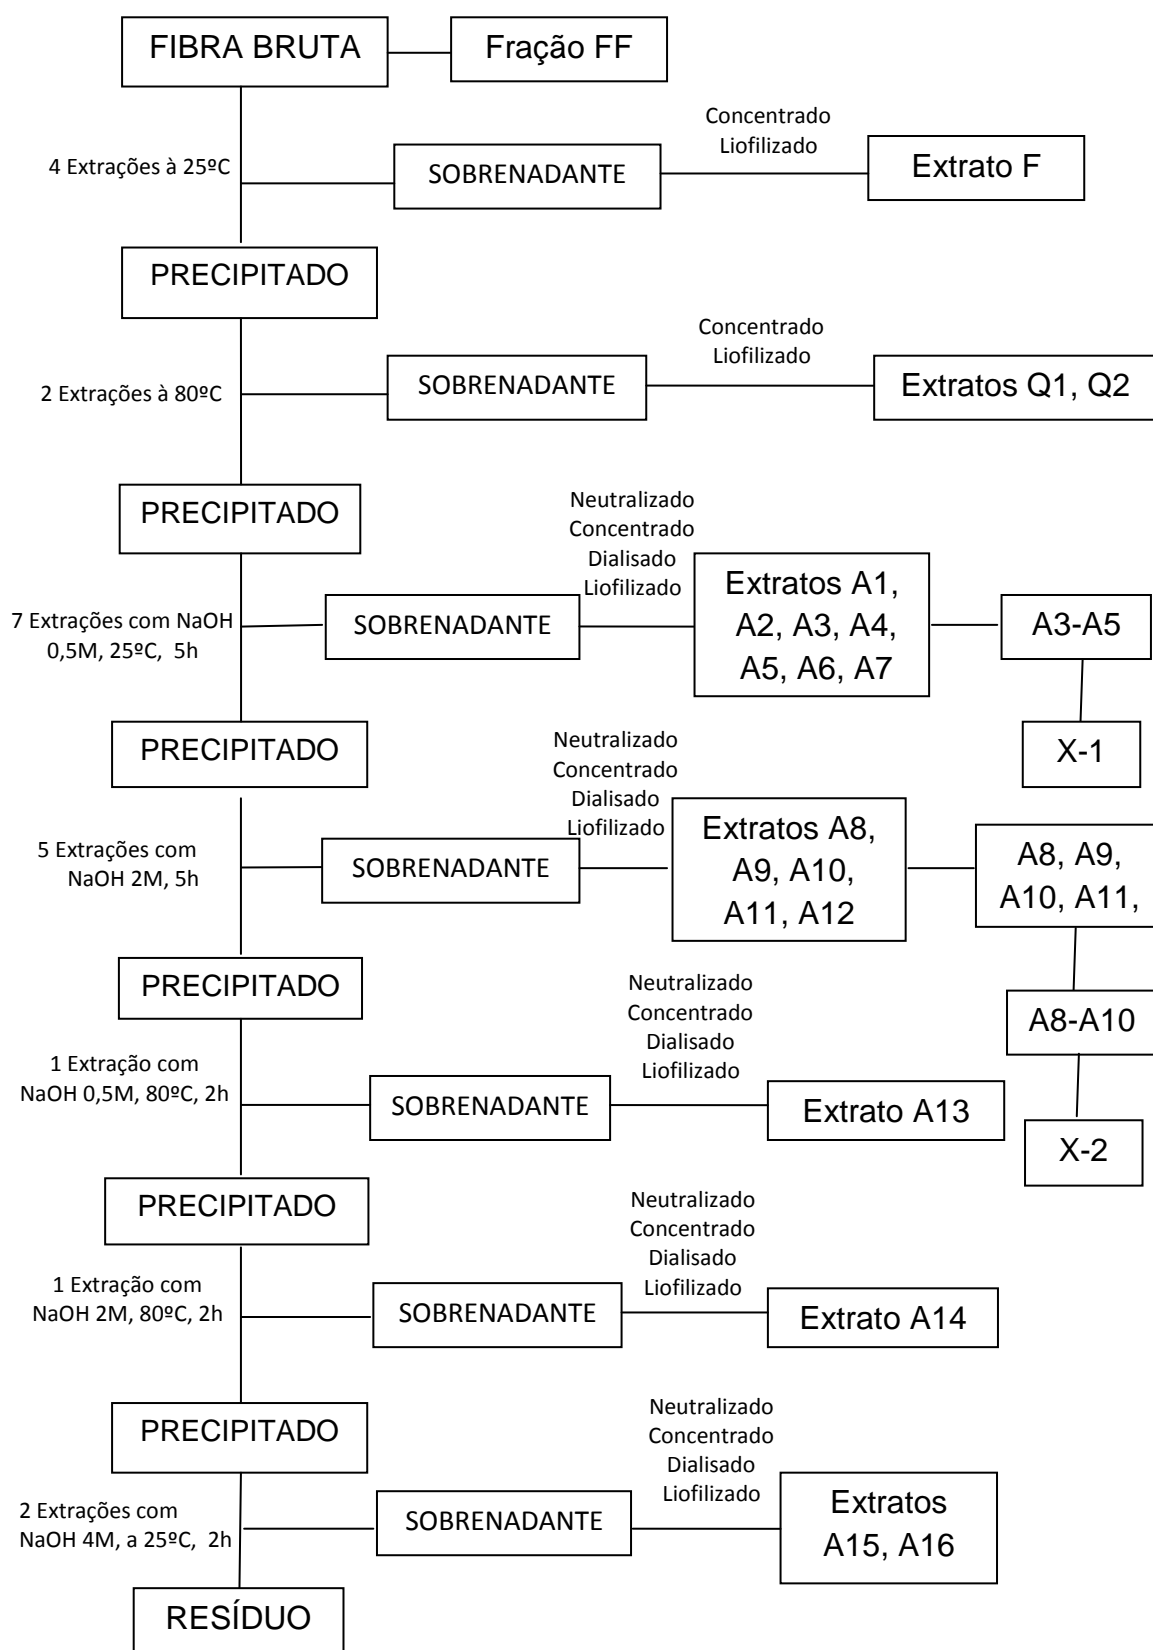 FIBRA BRUTA
Fração FF
4 Extrações à 25ºC
SOBRENADANTE
Concentrado
Liofilizado
Extrato F
PRECIPITADO
2 Extrações à 80ºC
SOBRENADANTE
Concentrado
Liofilizado
Extratos Q1, Q2
PRECIPITADO
7 Extrações com NaOH
0,5M, 25ºC, 5h
SOBRENADANTE
Neutralizado
Concentrado
Dialisado
Liofilizado
Extratos A1,
A2, A3, A4,
A5, A6, A7
A3-A5
X-1
PRECIPITADO
5 Extrações com
NaOH 2M, 5h
SOBRENADANTE
Neutralizado
Concentrado
Dialisado
Liofilizado
Extratos A8,
A9, A10,
A11, A12
A8, A9,
A10, A11,
A8-A10
X-2
PRECIPITADO
1 Extração com
NaOH 0,5M, 80ºC, 2h
SOBRENADANTE
Neutralizado
Concentrado
Dialisado
Liofilizado
Extrato A13
PRECIPITADO
1 Extração com
NaOH 2M, 80ºC, 2h
SOBRENADANTE
Neutralizado
Concentrado
Dialisado
Liofilizado
Extrato A14
PRECIPITADO
2 Extrações com
NaOH 4M, a 25ºC, 2h
SOBRENADANTE
Neutralizado
Concentrado
Dialisado
Liofilizado
Extratos
A15, A16
RESÍDUO